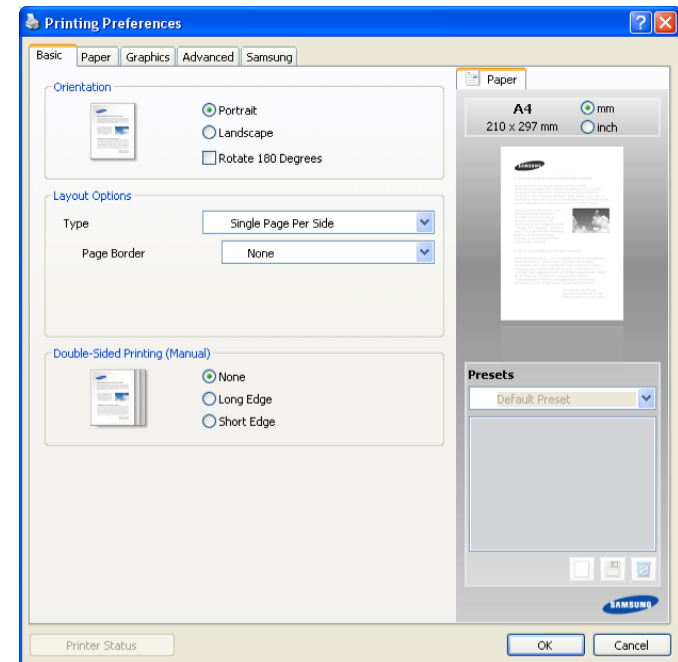 Printing Preferences
Basic Paper Graphics Advanced Samsung
Orientation
Portrait
Landscape
Rotate 180 Degrees
Layout Options
Type Single Page Per Side
Page Border None
Double-Sided Printing (Manual)
None
Long Edge
Short Edge
Paper
A4 mm
210 x 297 mm inch
SAMSUNG
Presets
Default Preset
SAMSUNG
Printer Status OK Cancel